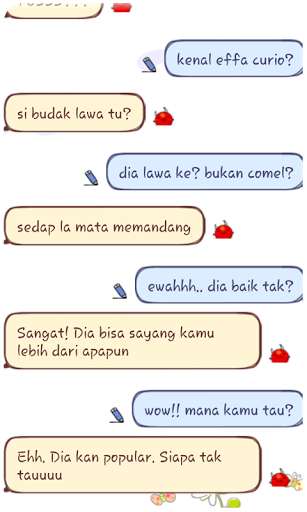 kenal effa curio?
si budak lawa tu?
dia lawa ke? bukan comel?
sedap la mata memandang
ewahhh.. dia baik tak?
Sangat! Dia bisa sayang kamu
lebih dari apapun
wow!! mana kamu tau?
Ehh. Dia kan popular. Siapa tak
tauuuu